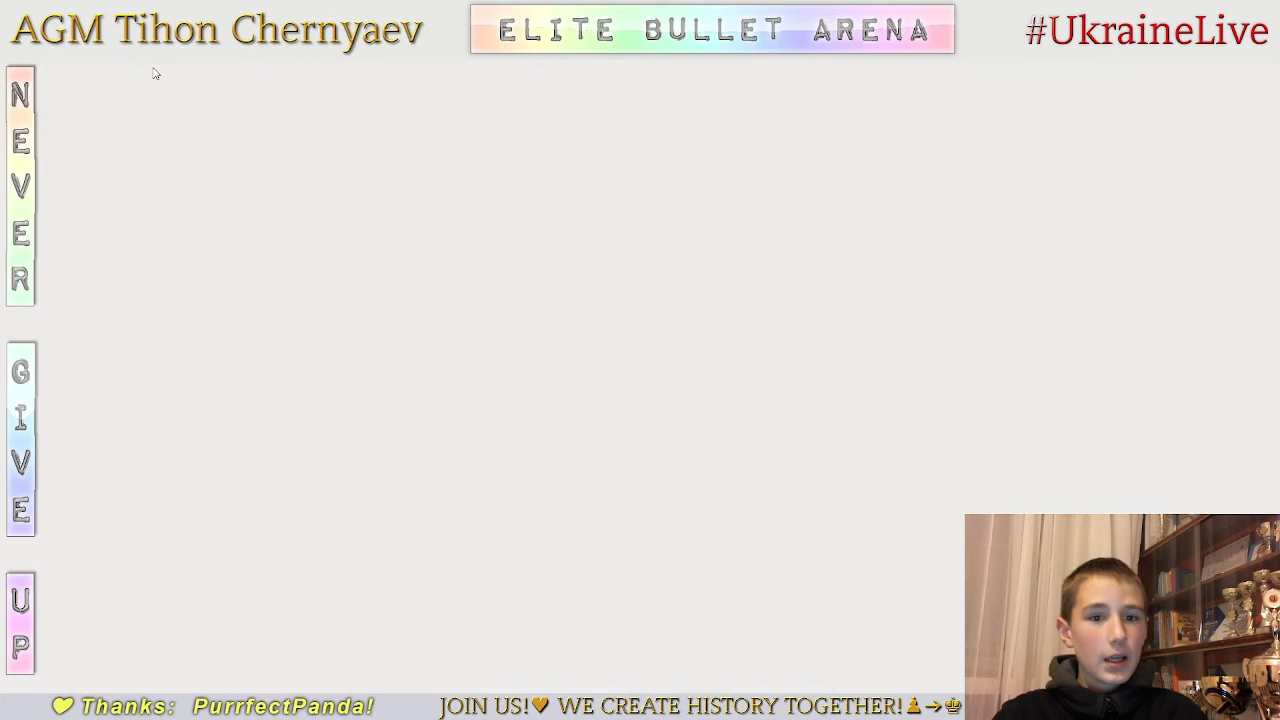 AGM Tihon Chernyaev
ELITE BULLET ARENA
#UkraineLive
NEVER
GIVE
UP
💛 Thanks: PurrfectPanda!
JOIN US!♥ WE CREATE HISTORY TOGETHER!♟→♚